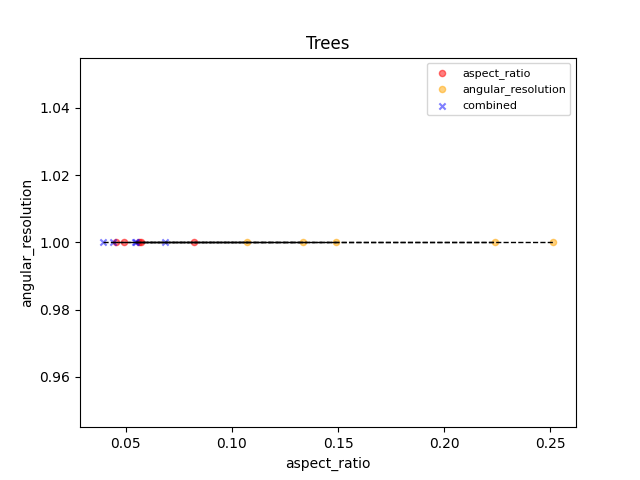 Trees
aspect_ratio
angular_resolution
combined
1.04
1.02
1.00
0.98
0.96
angular_resolution
0.05 0.10 0.15 0.20 0.25
aspect_ratio